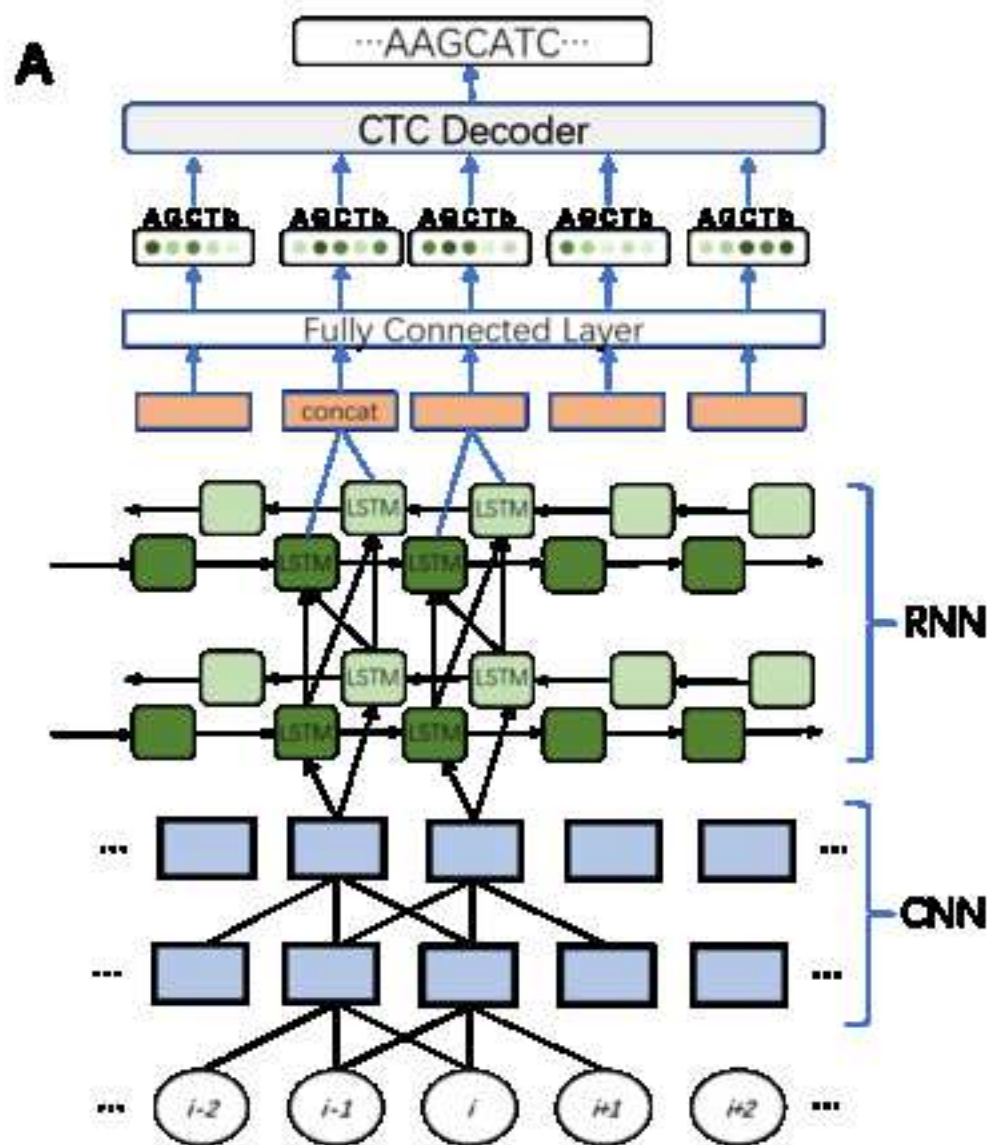 A
···AAGCATC···
CTC Decoder
AGCTb AGCTb AGCTb AGCTb AGCTb
Fully Connected Layer
concat
LSTM LSTM
LSTM LSTM
RNN
LSTM LSTM
LSTM LSTM
... ...
CNN
... ...
... i-2 i-1 i i+1 i+2 ...